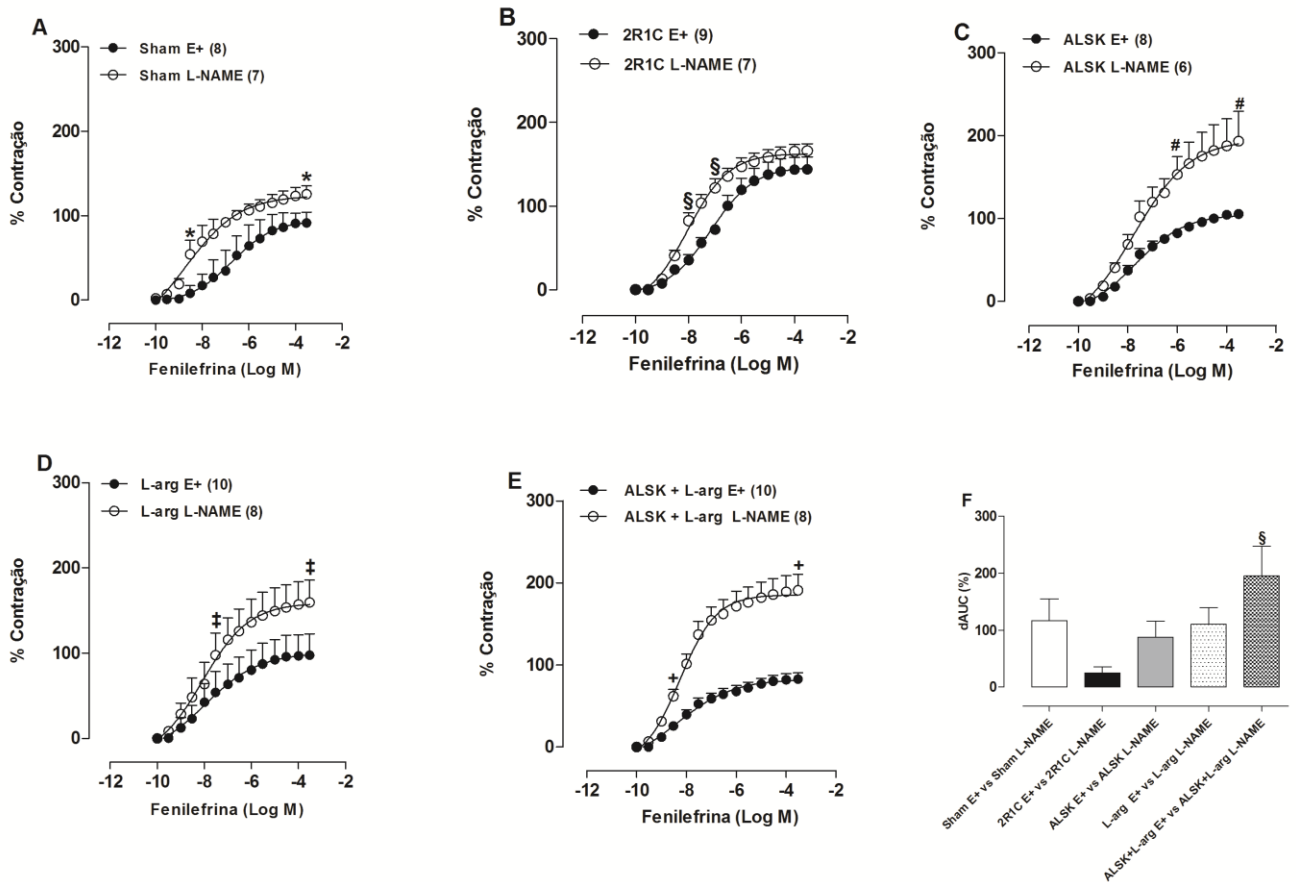 A
Sham E+ (8)
Sham L-NAME (7)
300
200
100
0
% Contração
*
*
-12 -10 -8 -6 -4 -2
Fenilefrina (Log M)
B
2R1C E+ (9)
2R1C L-NAME (7)
300
200
100
0
% Contração
§
§
-12 -10 -8 -6 -4 -2
Fenilefrina (Log M)
C
ALSK E+ (8)
ALSK L-NAME (6)
300
200
100
0
% Contração
#
#
-12 -10 -8 -6 -4 -2
Fenilefrina (Log M)
D
L-arg E+ (10)
L-arg L-NAME (8)
300
200
100
0
% Contração
‡
‡
-12 -10 -8 -6 -4 -2
Fenilefrina (Log M)
E
ALSK + L-arg E+ (10)
ALSK + L-arg L-NAME (8)
300
200
100
0
% Contração
+
+
-12 -10 -8 -6 -4 -2
Fenilefrina (Log M)
F
300
200
100
0
dAUC (%)
§
Sham E+ vs Sham L-NAME
2R1C E+ vs 2R1C L-NAME
ALSK E+ vs ALSK L-NAME
L-arg E+ vs L-arg L-NAME
ALSK+L-arg E+ vs ALSK+L-arg L-NAME